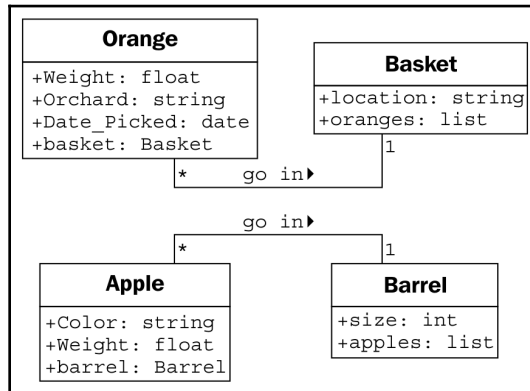 Orange
+Weight: float
+Orchard: string
+Date_Picked: date
+basket: Basket
Basket
+location: string
+oranges: list
* go in▶ 1
go in▶
* 1
Apple
+Color: string
+Weight: float
+barrel: Barrel
Barrel
+size: int
+apples: list